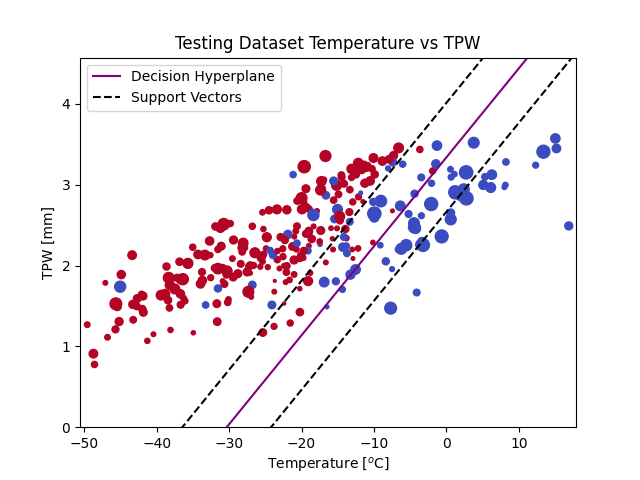 Testing Dataset Temperature vs TPW
Decision Hyperplane
Support Vectors
TPW [mm]
4
3
2
1
0
−50
−40
−30
−20
−10
0
10
Temperature [°C]